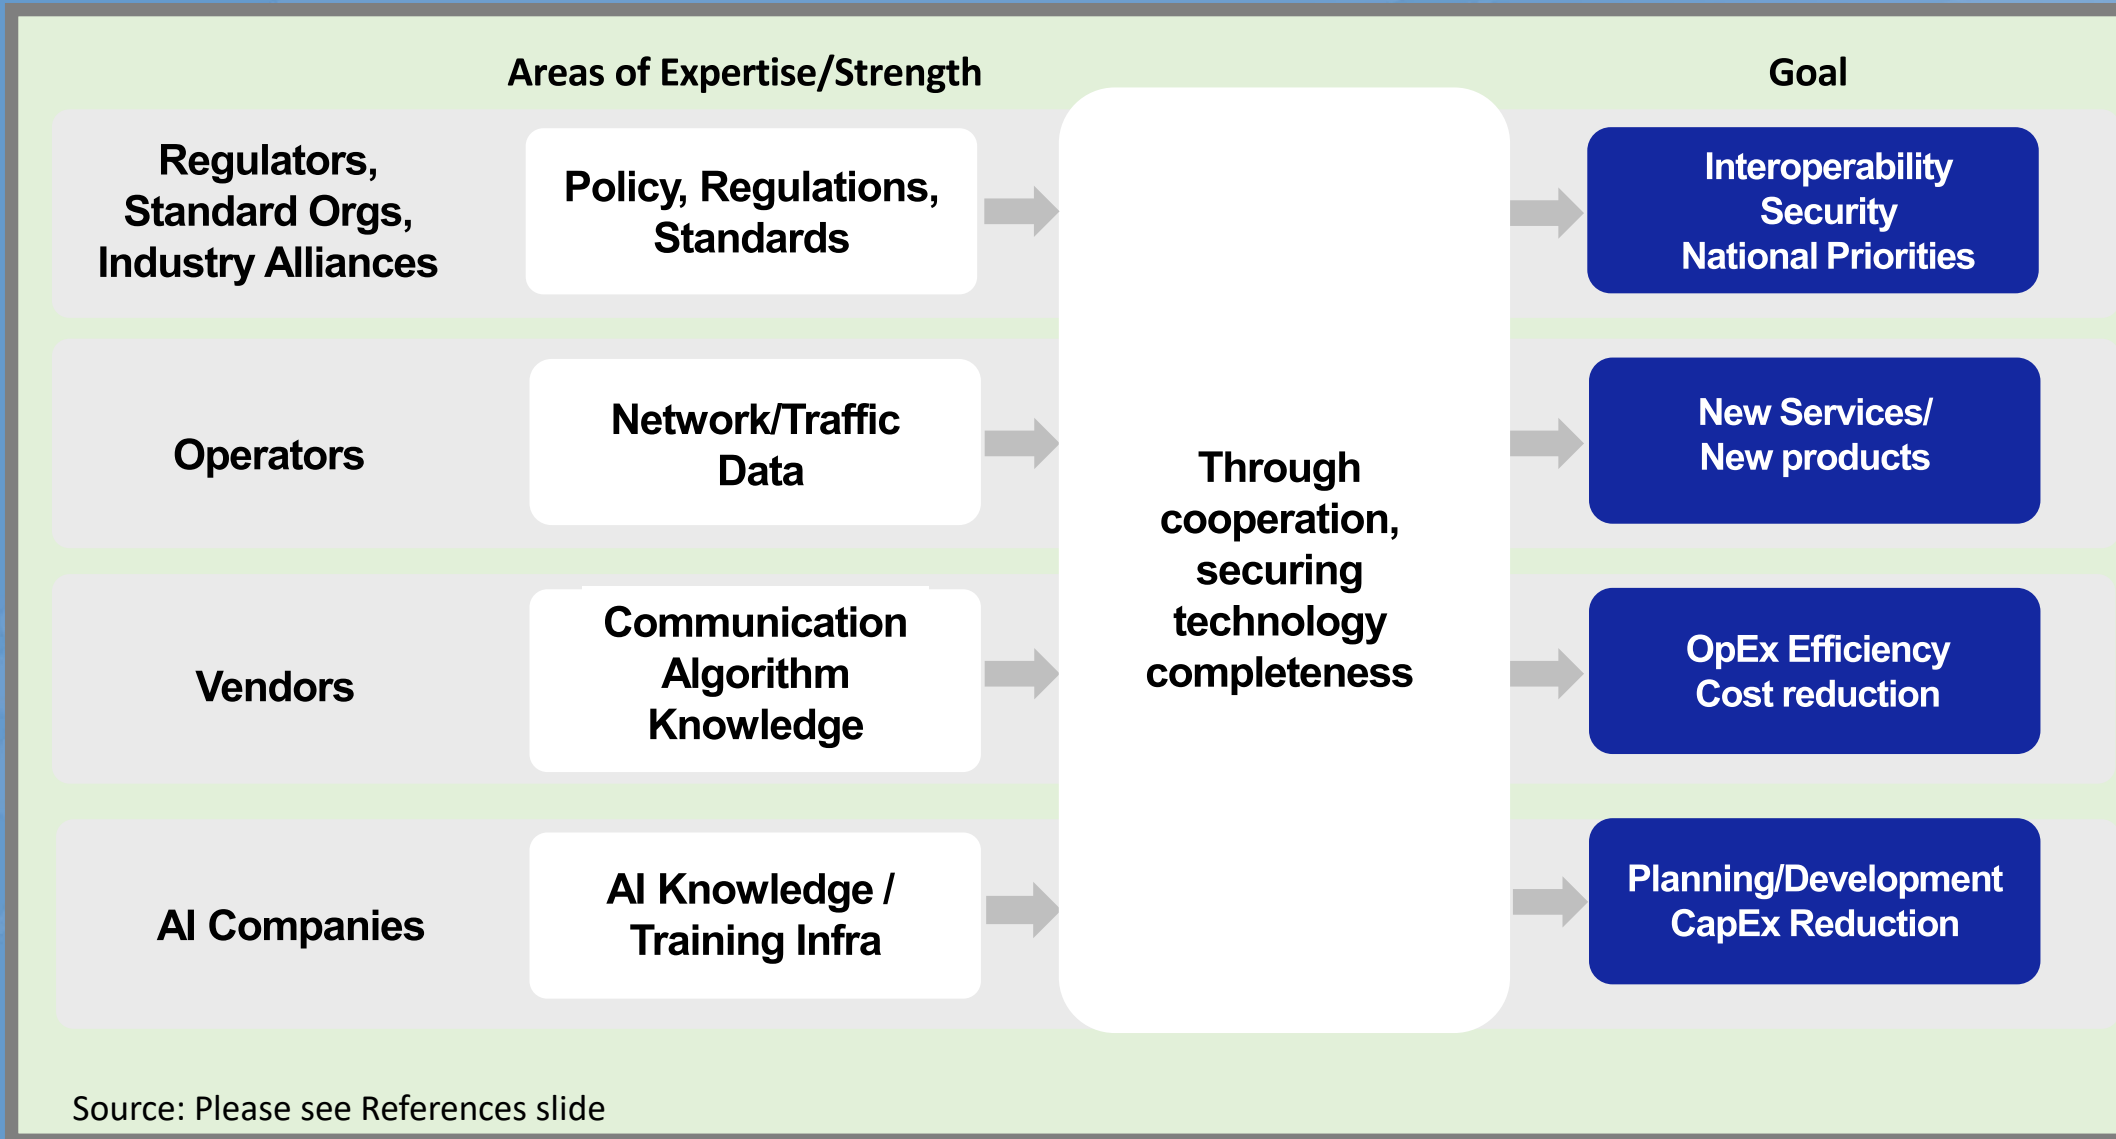 Areas of Expertise/Strength
Goal
Regulators,
Standard Orgs,
Industry Alliances
Policy, Regulations,
Standards
Interoperability
Security
National Priorities
Operators
Network/Traffic
Data
New Services/
New products
Through
cooperation,
securing
technology
completeness
Vendors
Communication
Algorithm
Knowledge
OpEx Efficiency
Cost reduction
AI Companies
AI Knowledge /
Training Infra
Planning/Development
CapEx Reduction
Source: Please see References slide